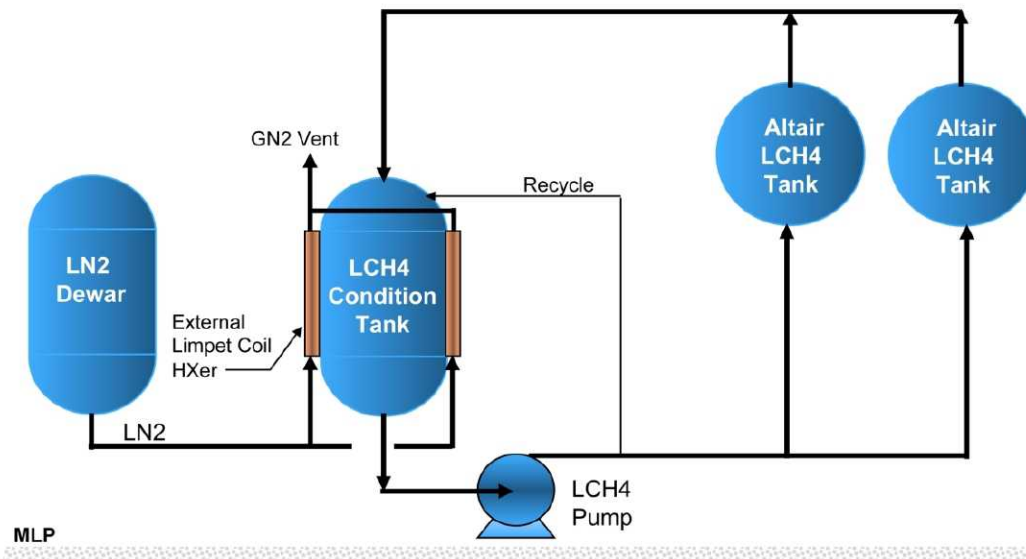 Altair
LCH4
Tank
Altair
LCH4
Tank
GN2 Vent
Recycle
LN2
Dewar
LCH4
Condition
Tank
External
Limpet Coil
HXer
LN2
LCH4
Pump
MLP